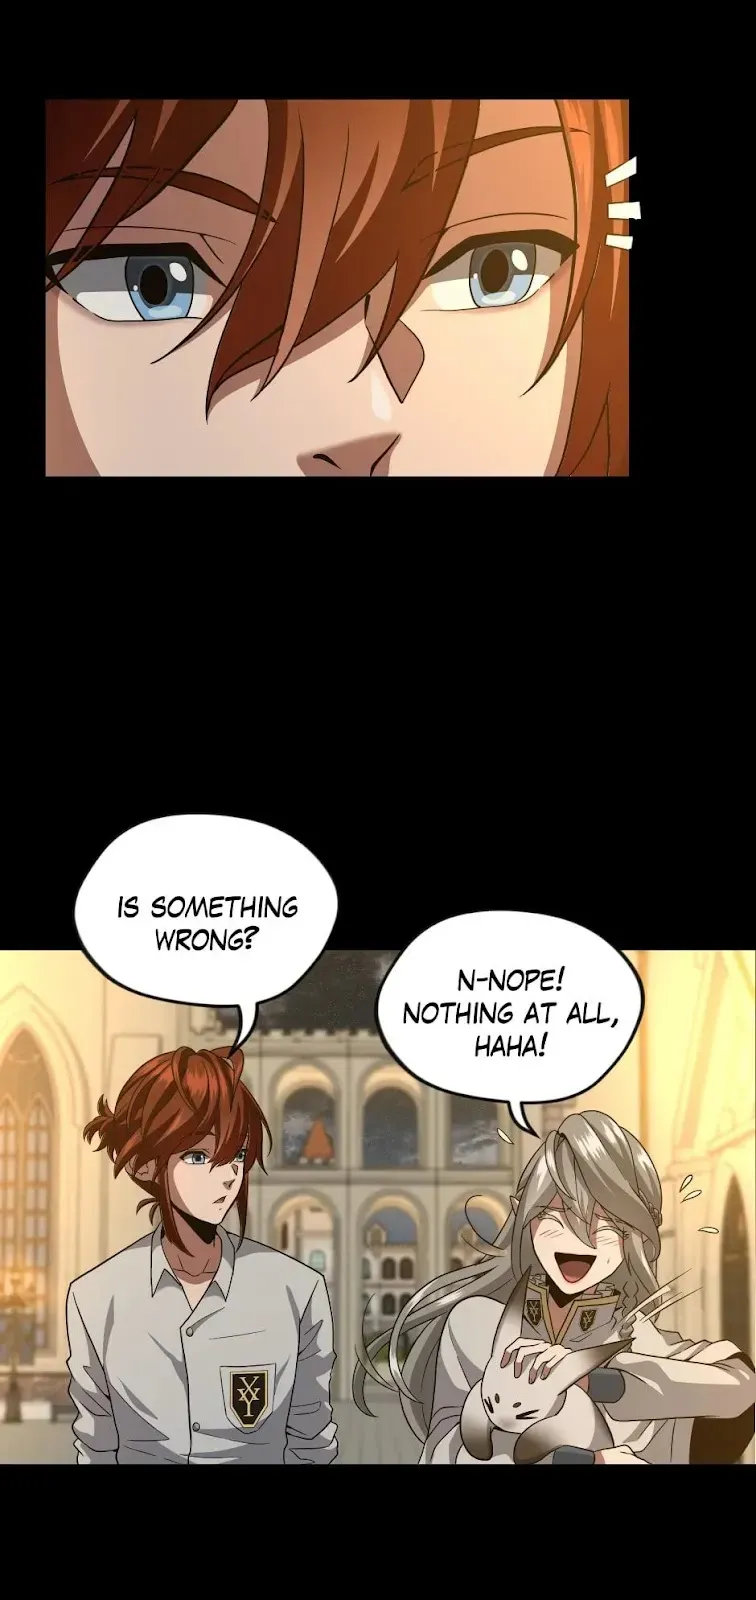 IS SOMETHING
WRONG?
N-NOPE!
NOTHING AT ALL,
HAHA!